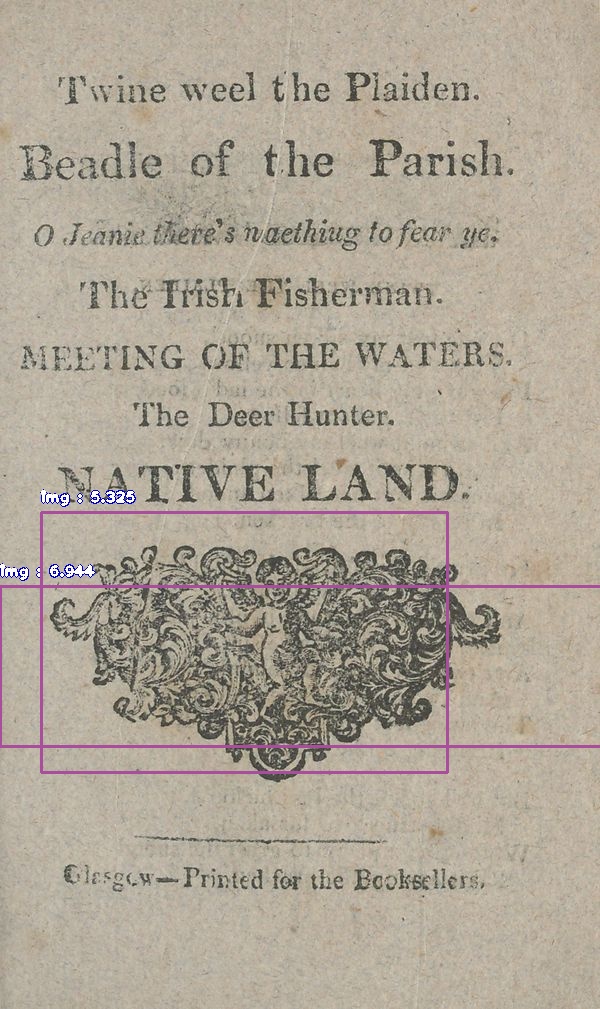 Twine weel the Plaiden.
Beadle of the Parish.
O Jeanie there's naethiug to fear ye.
The Irish Fisherman.
MEETING OF THE WATERS.
The Deer Hunter.
NATIVE LAND.
img : 5.325
img : 6.944
Glasgow—Printed for the Booksellers.